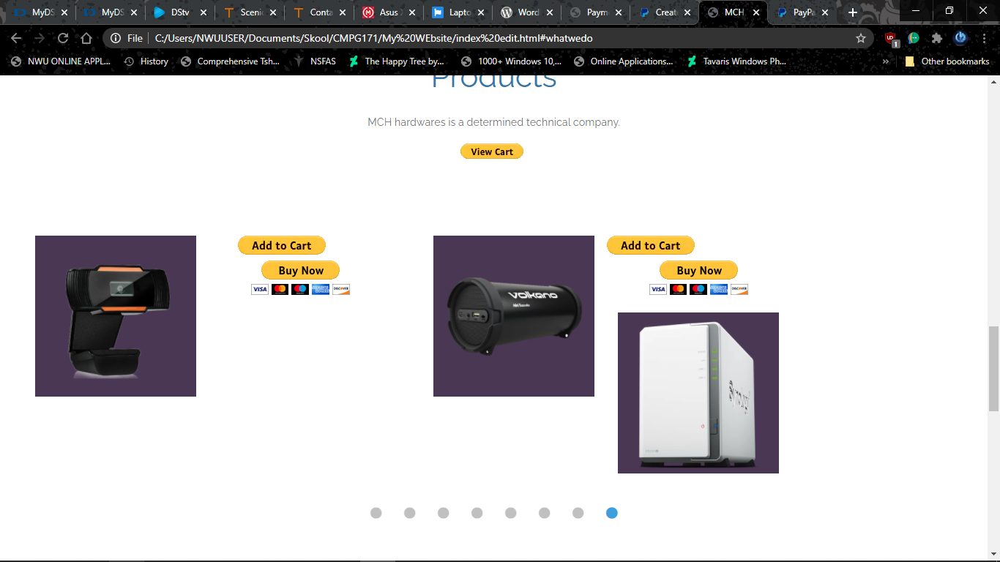 MyDS
MyDS
DStv
Scenic
Conta
Asus
Lapto
Word
Paym
Creat
MCH
PayPa
File C:/Users/NWUUSER/Documents/Skool/CMPG171/My%20WEbsite/index%20edit.html#whatwedo
NWU ONLINE APPL... History Comprehensive Tsh... NSFAS The Happy Tree by... 1000+ Windows 10,... Online Applications... Tavaris Windows Ph... » Other bookmarks
Products
MCH hardwares is a determined technical company.
View Cart
Add to Cart
Buy Now
VISA
DISCOVER
volkano
Add to Cart
Buy Now
VISA
DISCOVER
Synology